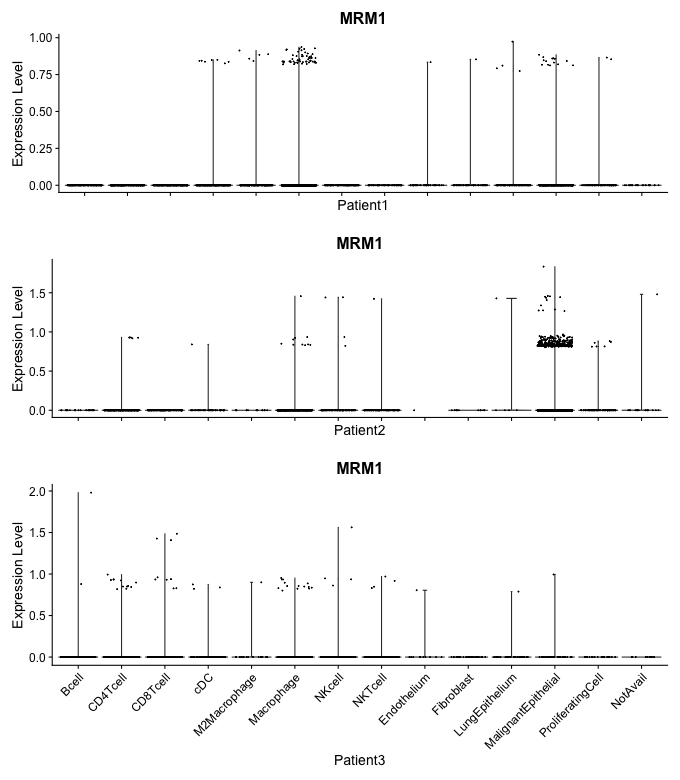 MRM1
1.00
0.75
0.50
0.25
0.00
Expression Level
Patient1
MRM1
1.5
1.0
0.5
0.0
Expression Level
Patient2
MRM1
2.0
1.5
1.0
0.5
0.0
Expression Level
Bcell
CD4Tcell
CD8Tcell
cDC
M2Macrophage
Macrophage
NKcell
NKTcell
Endothelium
Fibroblast
LungEpithelium
MalignantEpithelial
ProliferatingCell
NotAvail
Patient3